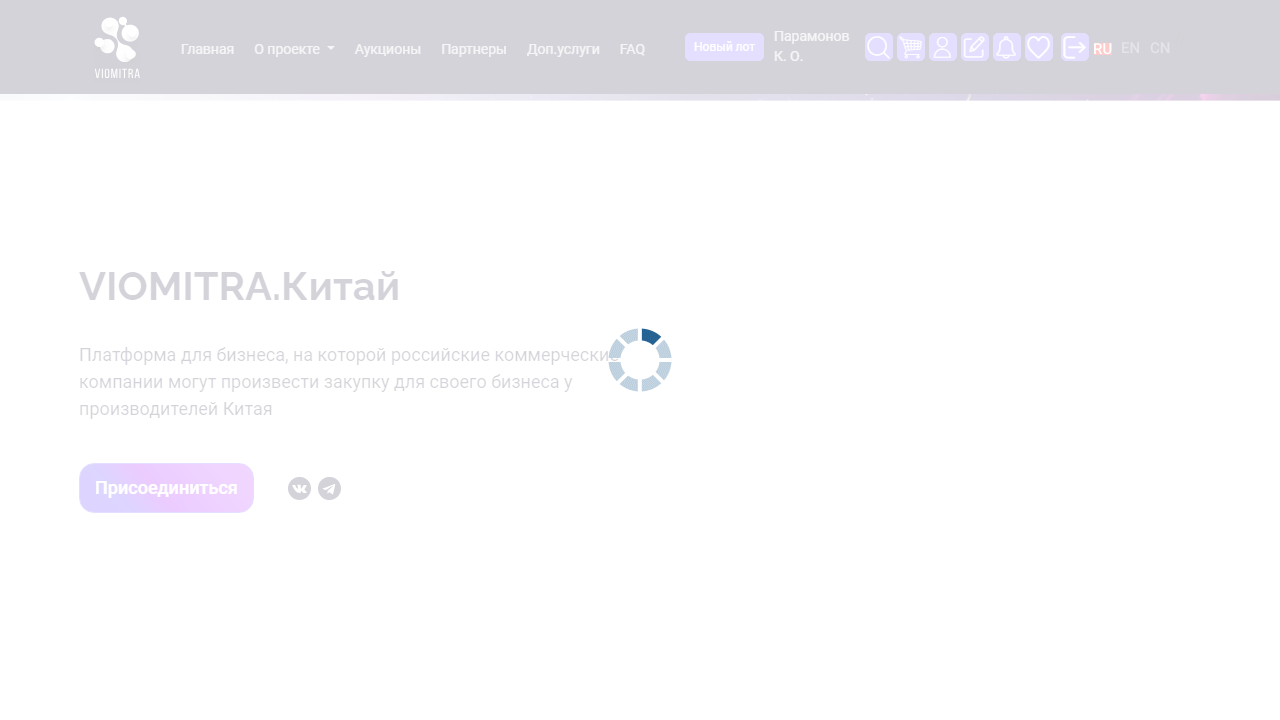 VIOMITRA
Главная О проекте Аукционы Партнеры Доп.услуги FAQ
Новый лот
Парамонов
К. О.
RU EN CN
VIOMITRA.Китай
Платформа для бизнеса, на которой российские коммерческие
компании могут произвести закупку для своего бизнеса у
производителей Китая
Присоединиться